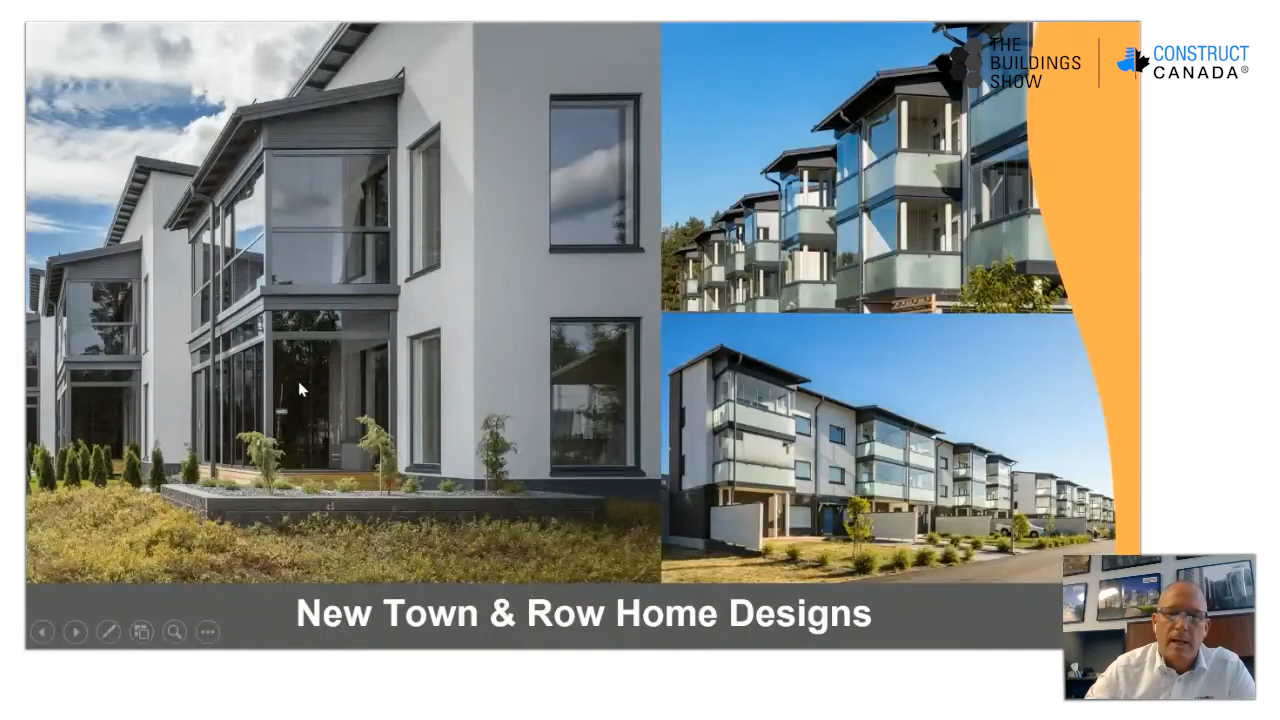 THE
BUILDINGS
SHOW
CONSTRUCT
CANADA®
New Town & Row Home Designs